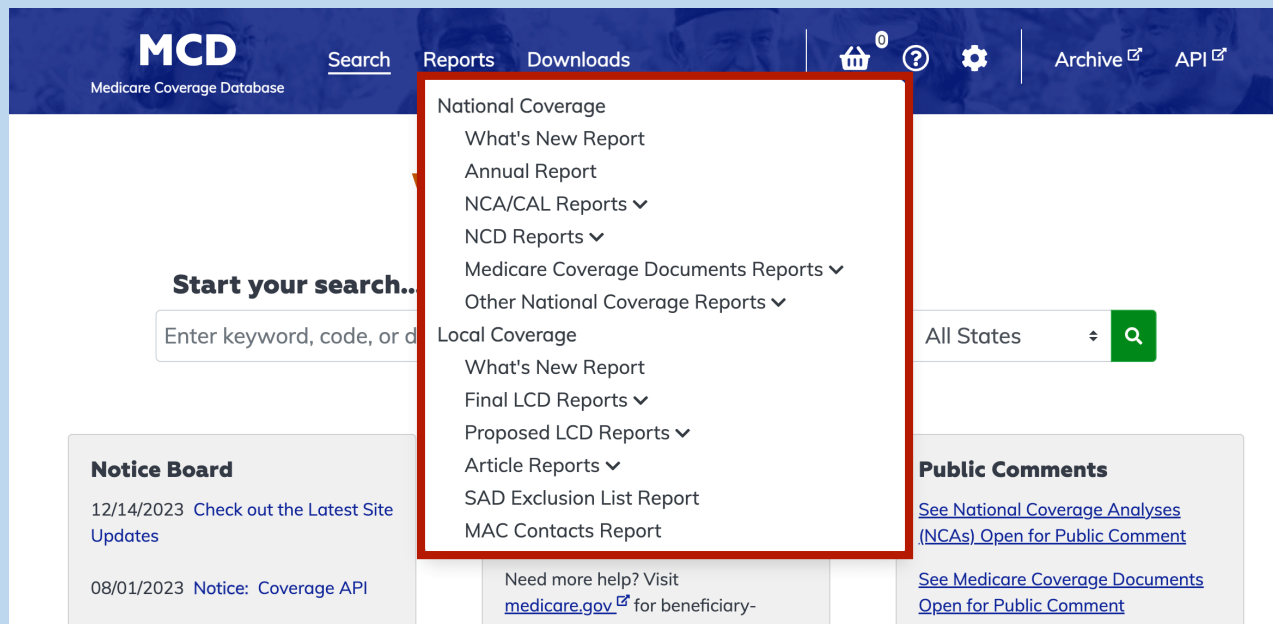 MCD
Medicare Coverage Database
Search
Reports
Downloads
0
Archive
API
National Coverage
What's New Report
Annual Report
NCA/CAL Reports
NCD Reports
Medicare Coverage Documents Reports
Other National Coverage Reports
Local Coverage
What's New Report
Final LCD Reports
Proposed LCD Reports
Article Reports
SAD Exclusion List Report
MAC Contacts Report
Start your search...
Enter keyword, code, or d
All States
Notice Board
12/14/2023 Check out the Latest Site
Updates
08/01/2023 Notice: Coverage API
Need more help? Visit
medicare.gov for beneficiary-
Public Comments
See National Coverage Analyses
(NCAs) Open for Public Comment
See Medicare Coverage Documents
Open for Public Comment